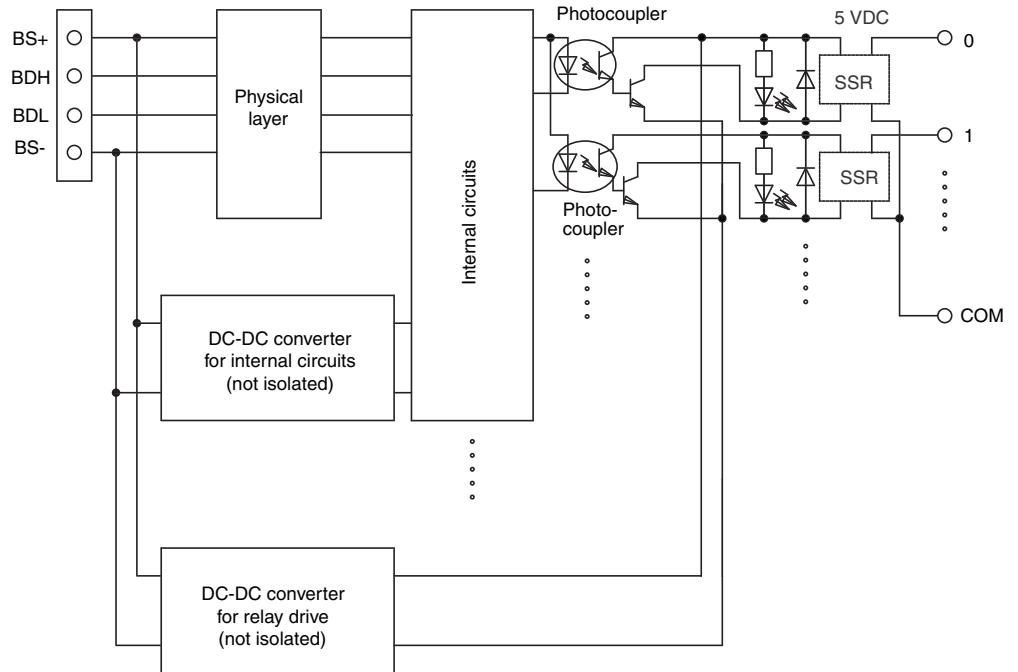 Photocoupler
5 VDC
BS+
0
BDH
BDL
BS-
Physical
layer
Internal circuits
SSR
1
SSR
Photo-
coupler
COM
DC-DC converter
for internal circuits
(not isolated)
DC-DC converter
for relay drive
(not isolated)